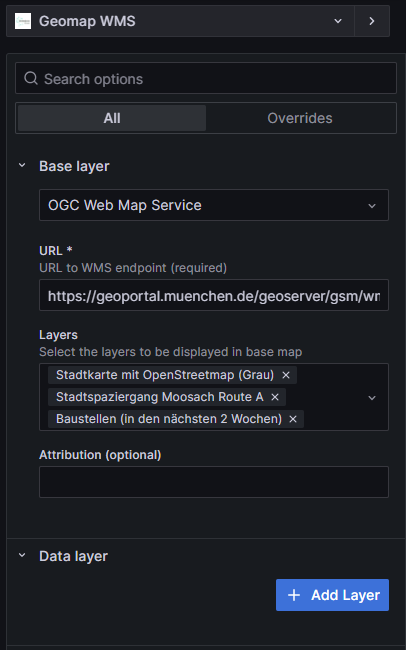 Geomap WMS
Search options
All
Overrides
Base layer
OGC Web Map Service
URL *
URL to WMS endpoint (required)
https://geoportal.muenchen.de/geoserver/gsm/wr
Layers
Select the layers to be displayed in base map
Stadtkarte mit OpenStreetmap (Grau) ×
Stadtspaziergang Moosach Route A ×
Baustellen (in den nächsten 2 Wochen) ×
Attribution (optional)
Data layer
+ Add Layer